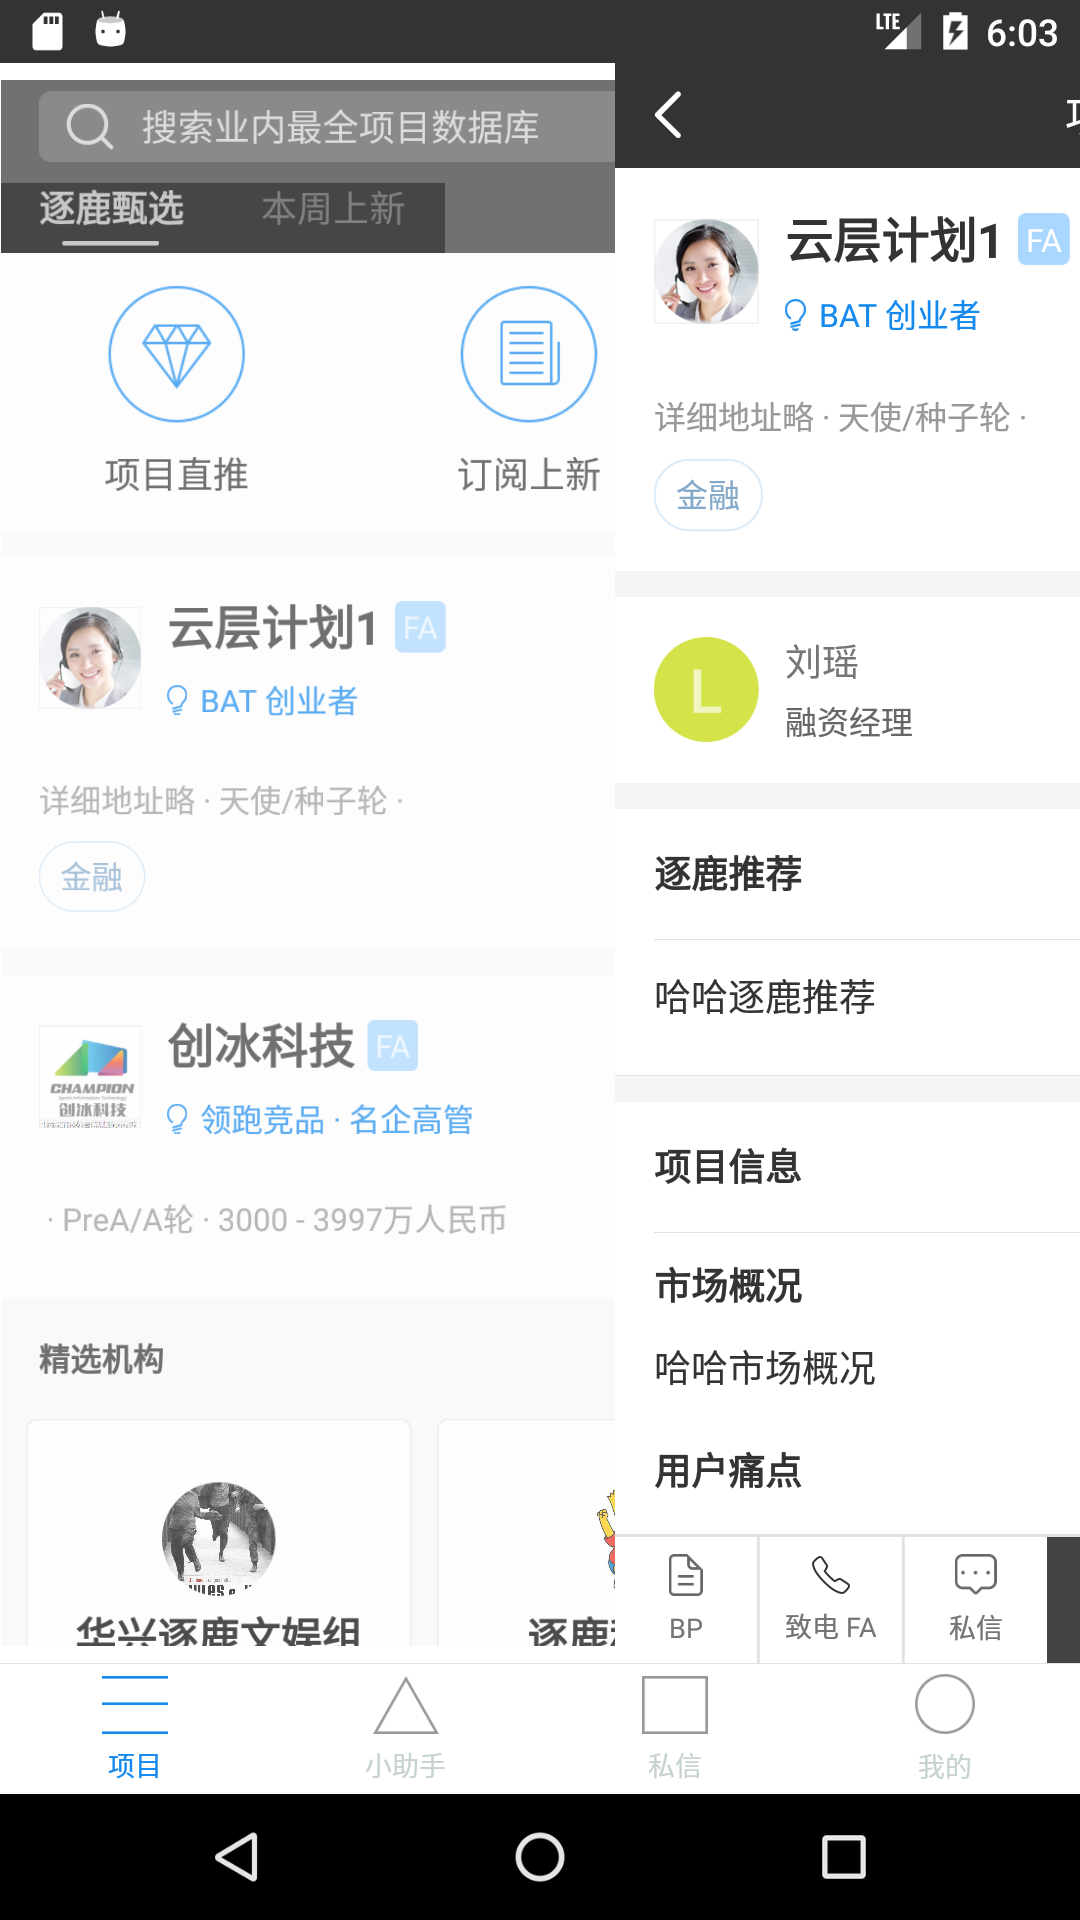 LTE 6:03
搜索业内最全项目数据库
逐鹿甄选 本周上新
项目直推 订阅上新
云层计划1 FA
BAT 创业者
详细地址略 · 天使/种子轮 ·
金融
CHAMPION
创冰科技
创冰科技 FA
领跑竞品 · 名企高管
· PreA/A轮 · 3000 - 3997万人民币
精选机构
华兴逐鹿文娱组
逐鹿
云层计划1 FA
BAT 创业者
详细地址略 · 天使/种子轮 ·
金融
L
刘瑶
融资经理
逐鹿推荐
哈哈逐鹿推荐
项目信息
市场概况
哈哈市场概况
用户痛点
BP 致电 FA 私信
项目 小助手 私信 我的